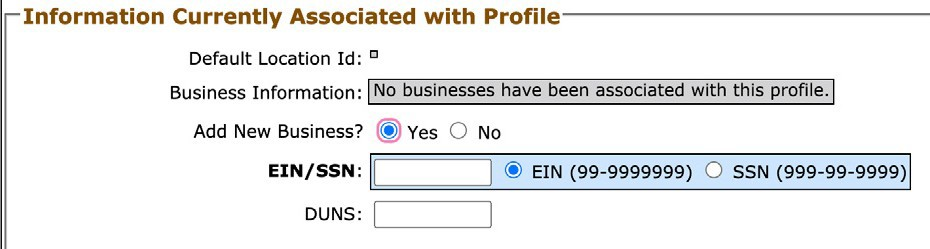 Information Currently Associated with Profile
Default Location Id:
Business Information: No businesses have been associated with this profile.
Add New Business? Yes No
EIN/SSN: EIN (99-9999999) SSN (999-99-9999)
DUNS: